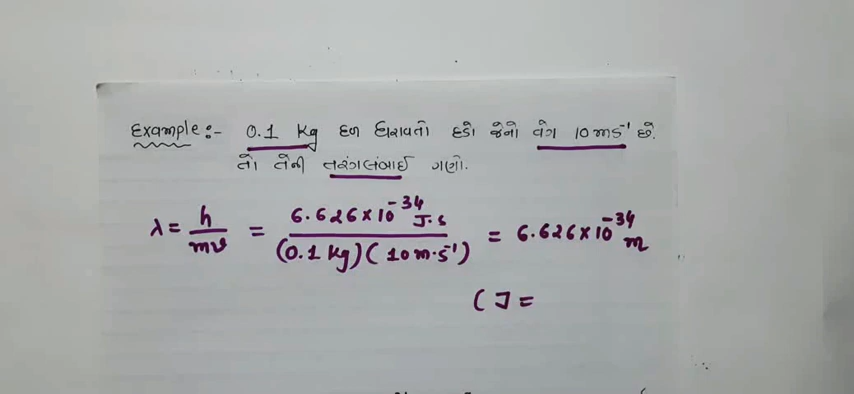 Example :- 0.1 Kg દળ ધરાવતો દડો જેનો વેગ 10 ms⁻¹ છે.
તો તેની તરંગલંબાઈ ગણો.
λ = h/mv = 6.626×10⁻³⁴ J.s / (0.1 kg)(10 m·s⁻¹) = 6.626×10⁻³⁴ m
( J =